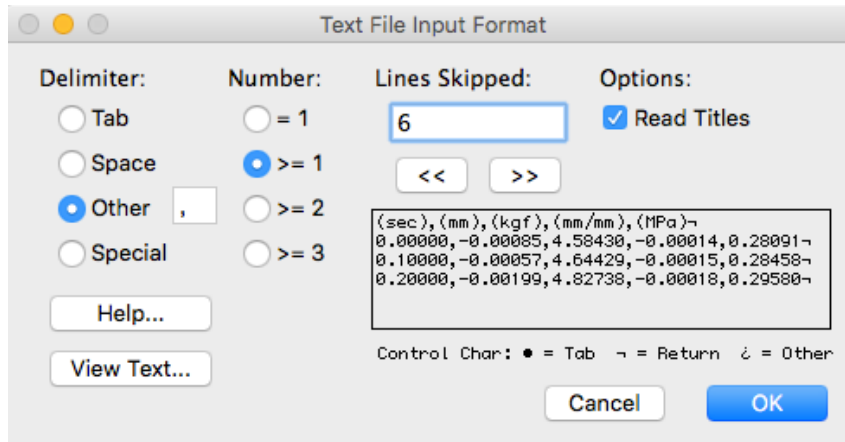 Text File Input Format
Delimiter:
Tab
Space
Other ,
Special
Help...
View Text...
Number:
= 1
>= 1
>= 2
>= 3
Lines Skipped:
6
<< >>
Options:
Read Titles
(sec),(mm),(kgf),(mm/mm),(MPa)¬
0.00000,-0.00085,4.58430,-0.00014,0.28091¬
0.10000,-0.00057,4.64429,-0.00015,0.28458¬
0.20000,-0.00199,4.82738,-0.00018,0.29580¬
Control Char: ● = Tab ¬ = Return ¿ = Other
Cancel
OK